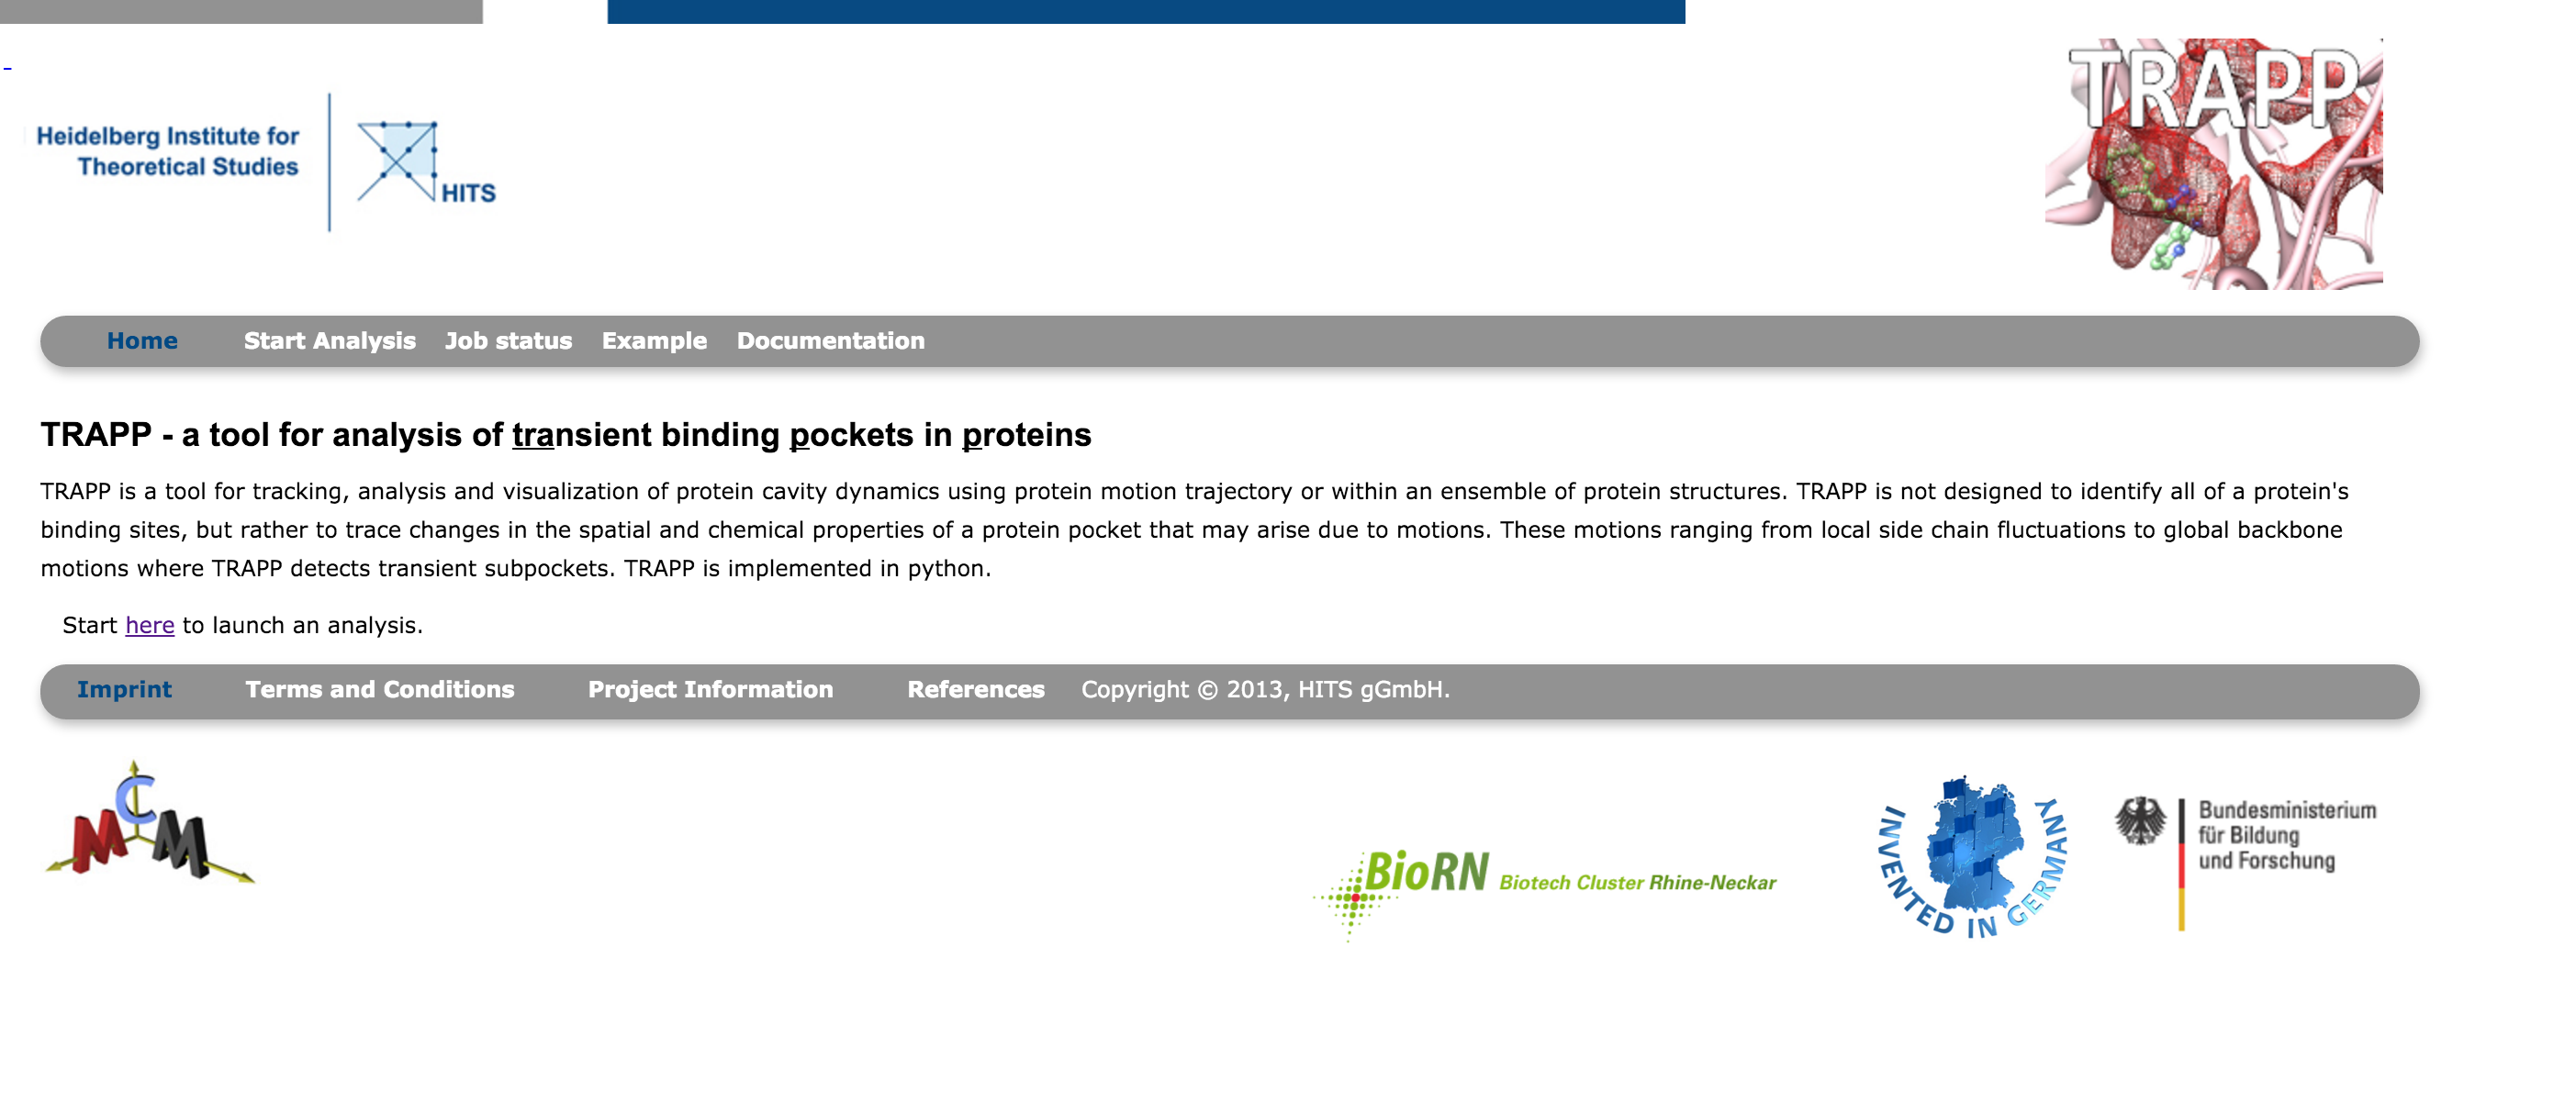 TRAPP
Heidelberg Institute for
Theoretical Studies
HITS
Home Start Analysis Job status Example Documentation
TRAPP - a tool for analysis of transient binding pockets in proteins
TRAPP is a tool for tracking, analysis and visualization of protein cavity dynamics using protein motion trajectory or within an ensemble of protein structures. TRAPP is not designed to identify all of a protein's
binding sites, but rather to trace changes in the spatial and chemical properties of a protein pocket that may arise due to motions. These motions ranging from local side chain fluctuations to global backbone
motions where TRAPP detects transient subpockets. TRAPP is implemented in python.
Start here to launch an analysis.
Imprint Terms and Conditions Project Information References Copyright © 2013, HITS gGmbH.
MCM
BioRN Biotech Cluster Rhine-Neckar
INVENTED IN GERMANY
Bundesministerium
für Bildung
und Forschung